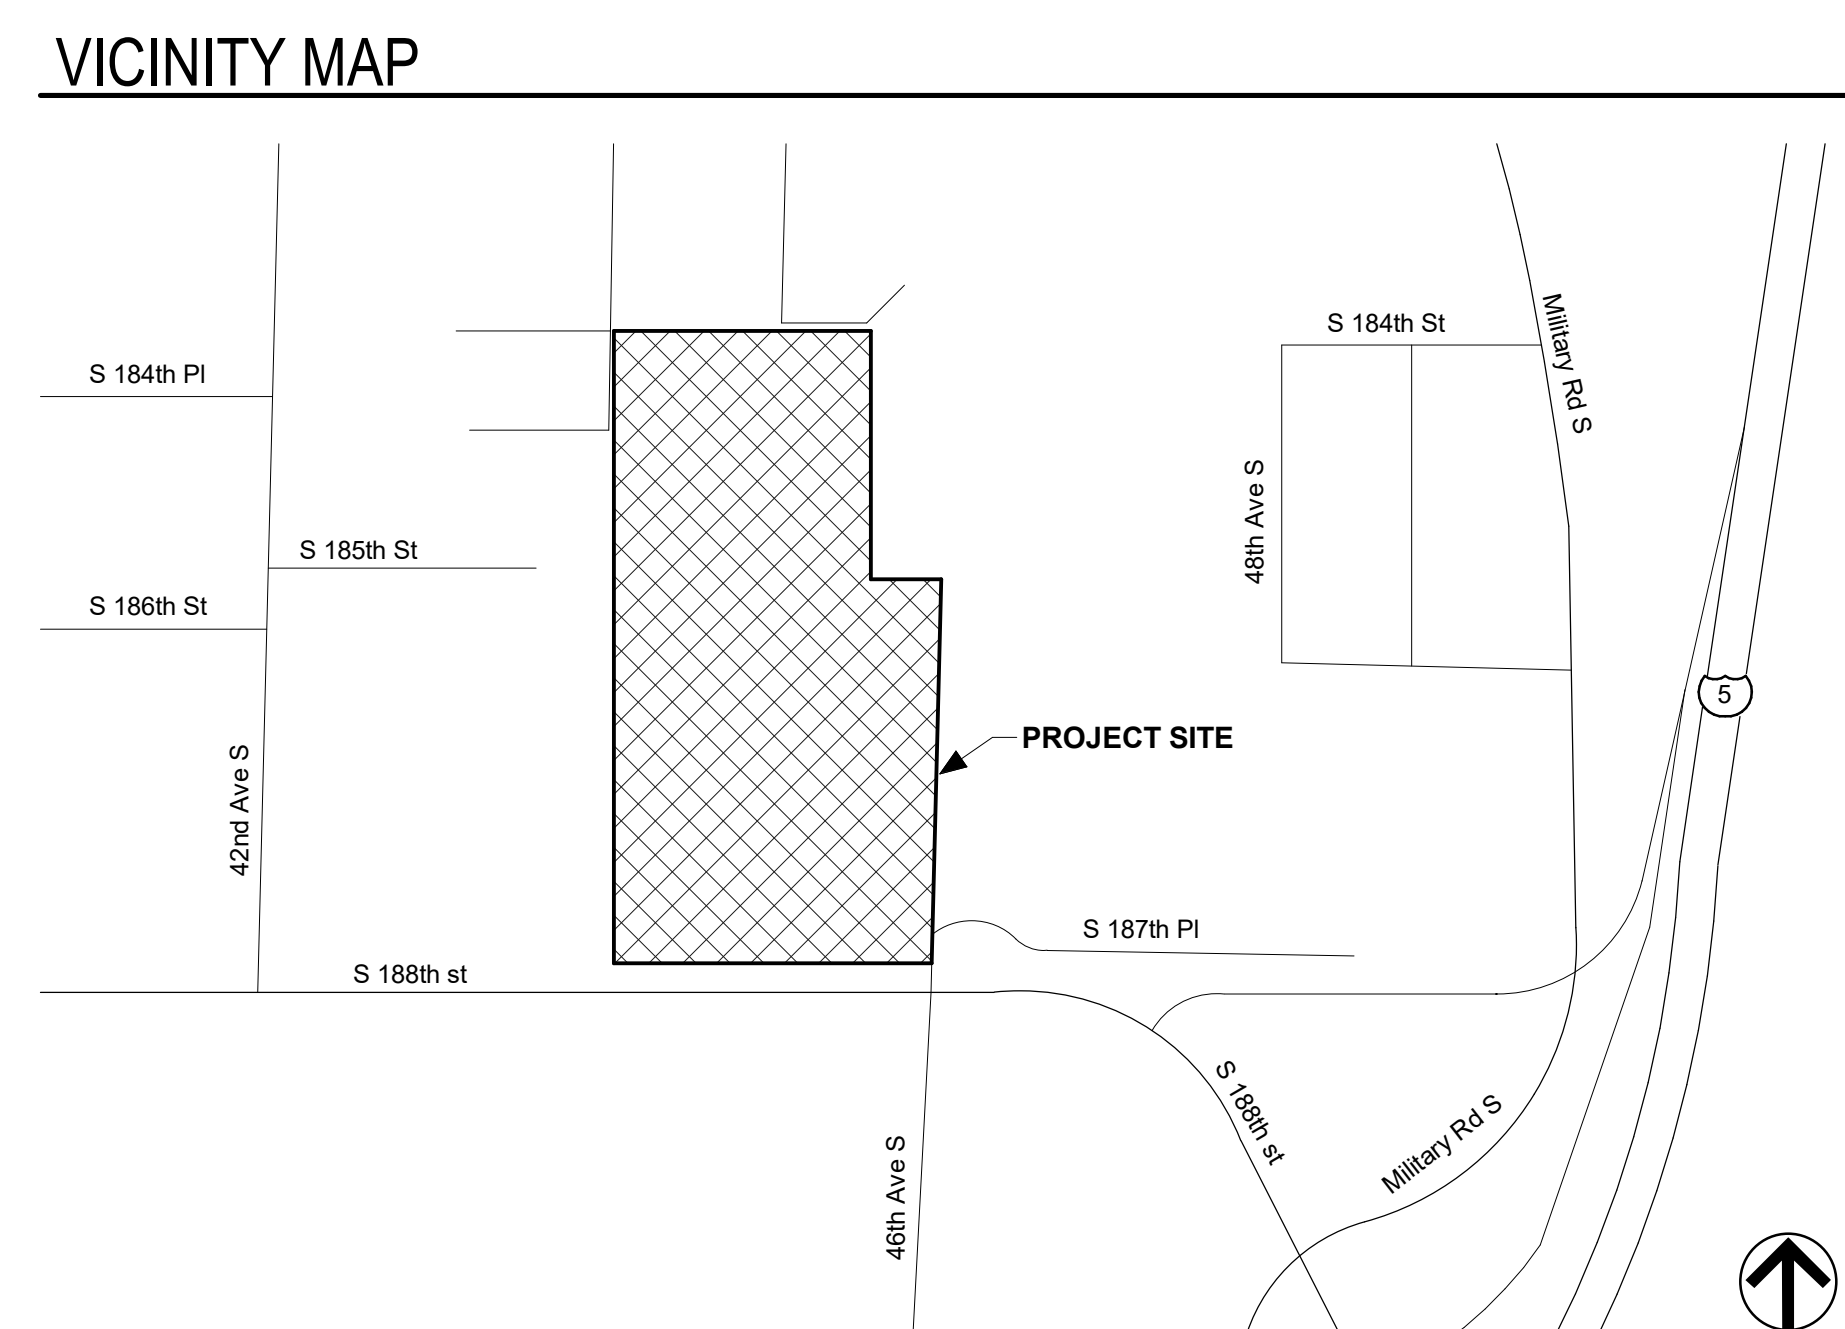 VICINITY MAP
S 184th St
Military Rd S
S 184th Pl
48th Ave S
S 185th St
S 186th St
5
PROJECT SITE
42nd Ave S
S 187th Pl
S 188th st
S 188th st
Military Rd S
46th Ave S